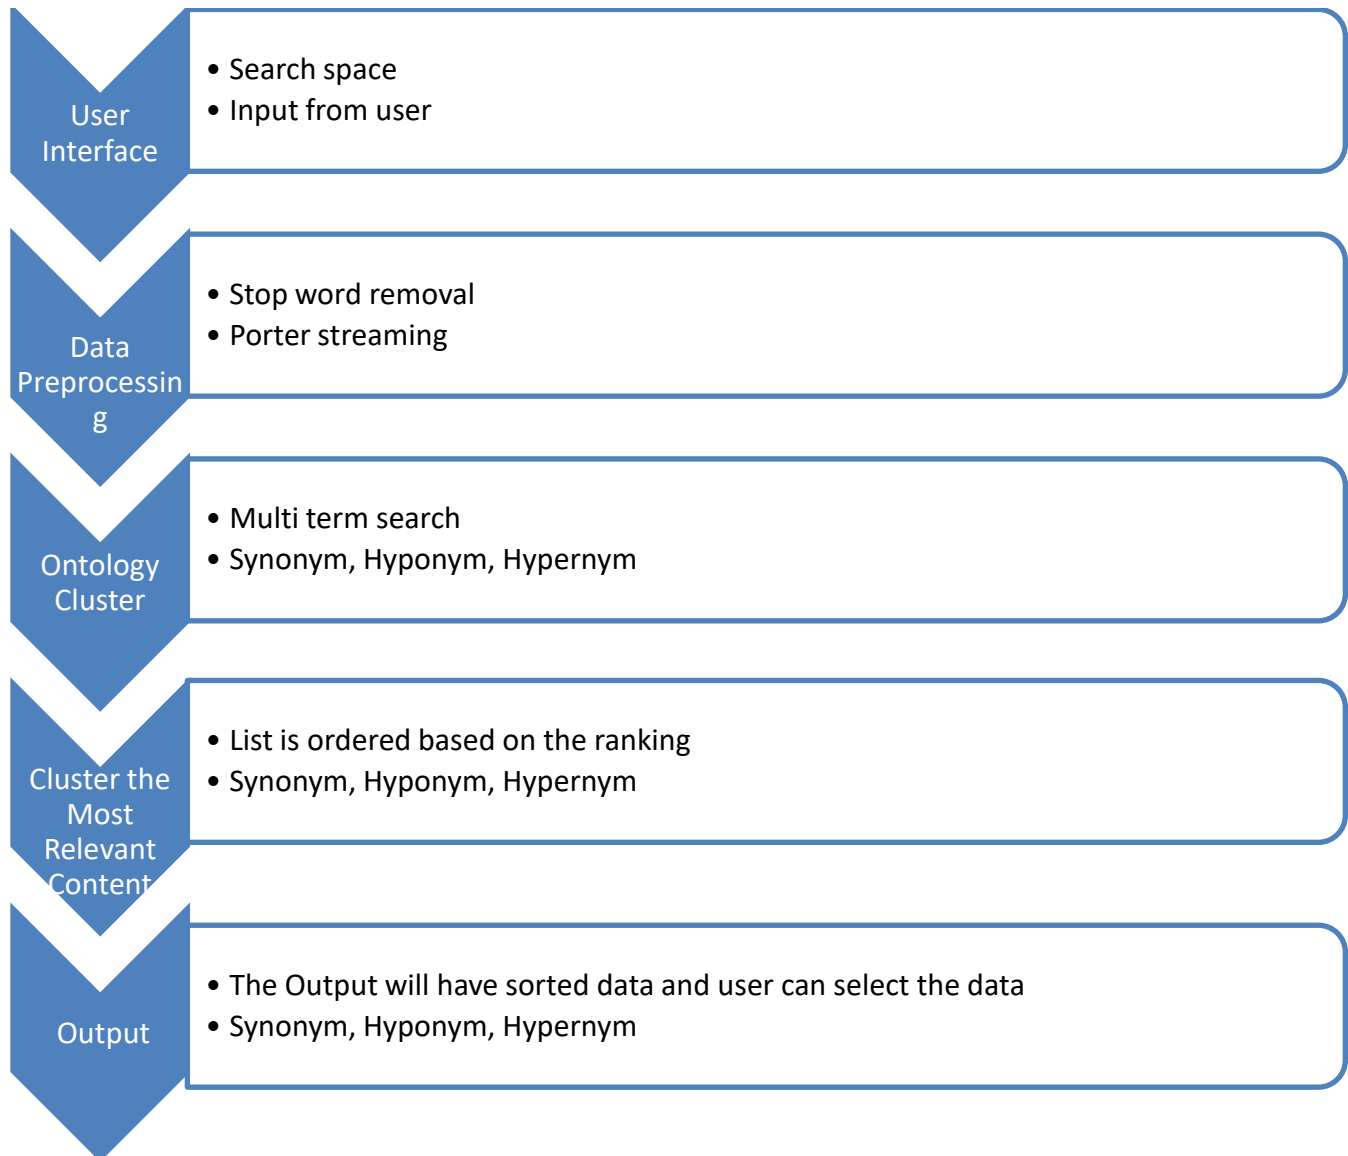 User
Interface
• Search space
• Input from user
Data
Preprocessin
g
• Stop word removal
• Porter streaming
Ontology
Cluster
• Multi term search
• Synonym, Hyponym, Hypernym
Cluster the
Most
Relevant
Content
• List is ordered based on the ranking
• Synonym, Hyponym, Hypernym
Output
• The Output will have sorted data and user can select the data
• Synonym, Hyponym, Hypernym